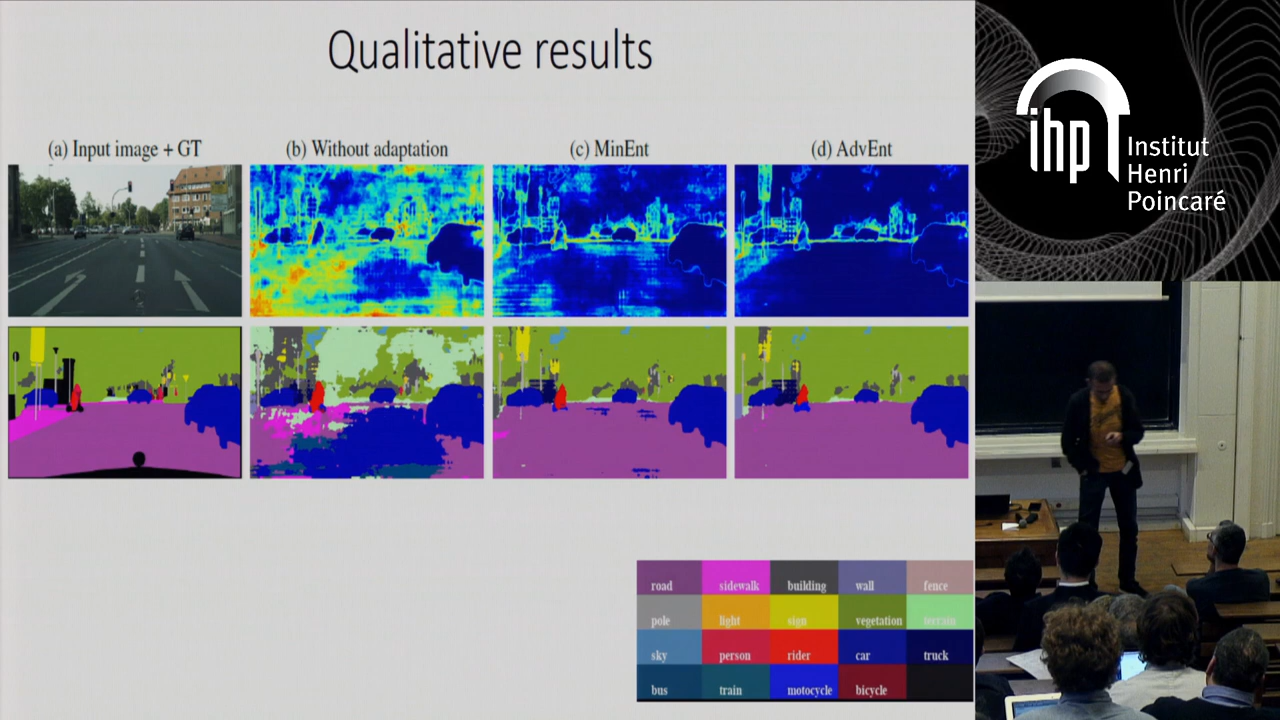 Qualitative results
(a) Input image + GT
(b) Without adaptation
(c) MinEnt
(d) AdvEnt
road sidewalk building wall fence
pole light sign vegetation terrain
sky person rider car truck
bus train motocycle bicycle
ihp Institut
Henri
Poincaré